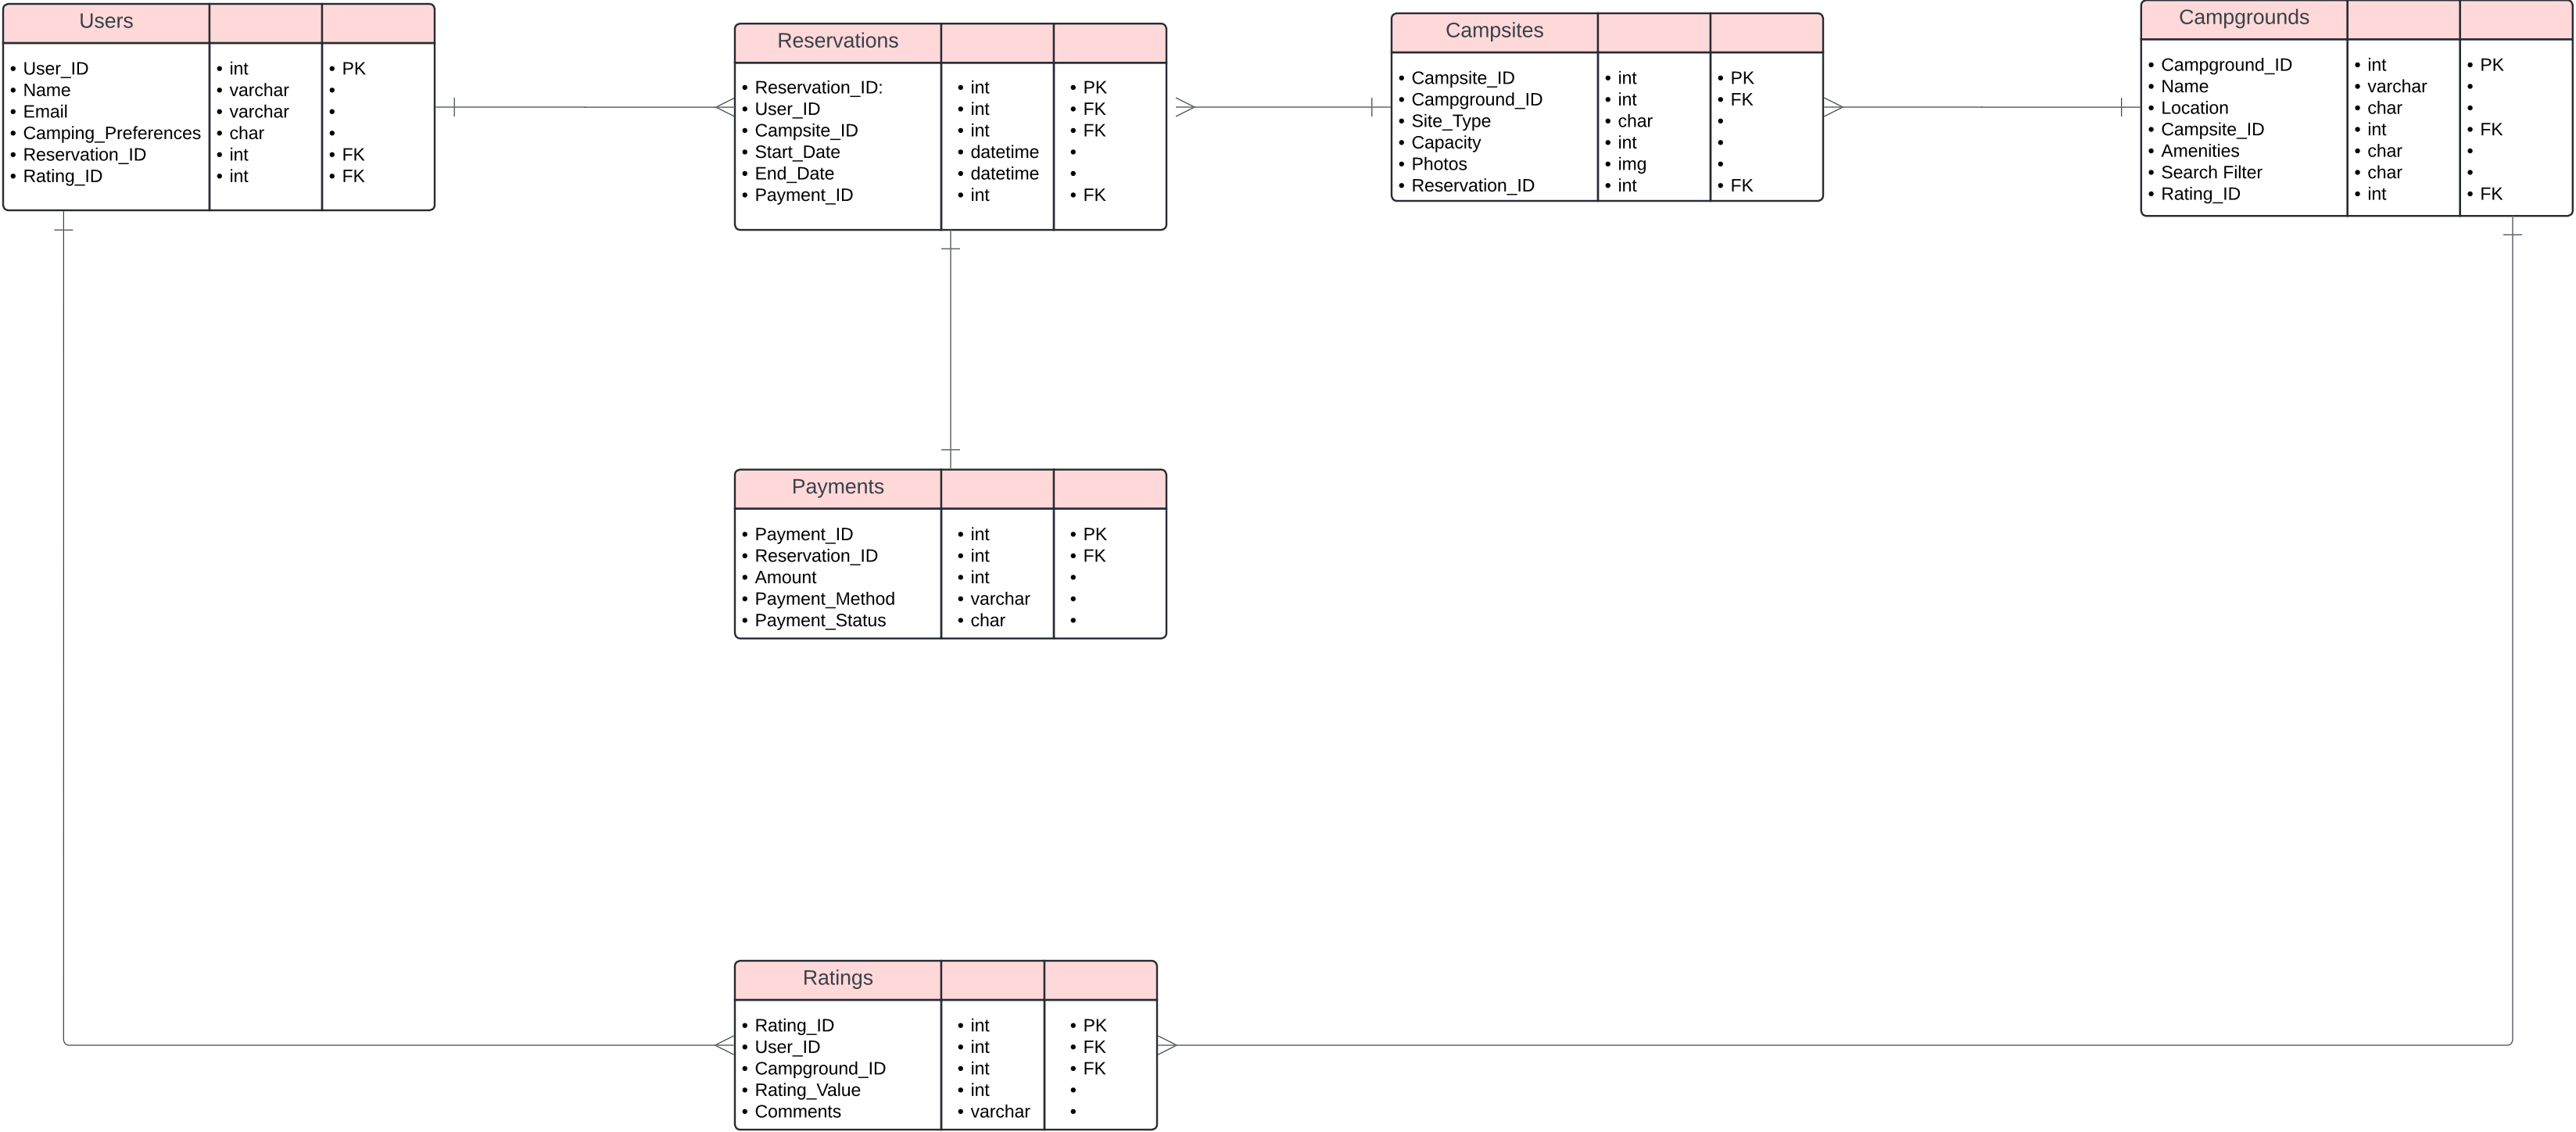 Users
• User_ID • int • PK
• Name • varchar •
• Email • varchar •
• Camping_Preferences • char •
• Reservation_ID • int • FK
• Rating_ID • int • FK
Reservations
• Reservation_ID: • int • PK
• User_ID • int • FK
• Campsite_ID • int • FK
• Start_Date • datetime •
• End_Date • datetime •
• Payment_ID • int • FK
Campsites
• Campsite_ID • int • PK
• Campground_ID • int • FK
• Site_Type • char •
• Capacity • int •
• Photos • img •
• Reservation_ID • int • FK
Campgrounds
• Campground_ID • int • PK
• Name • varchar •
• Location • char •
• Campsite_ID • int • FK
• Amenities • char •
• Search Filter • char •
• Rating_ID • int • FK
Payments
• Payment_ID • int • PK
• Reservation_ID • int • FK
• Amount • int •
• Payment_Method • varchar •
• Payment_Status • char •
Ratings
• Rating_ID • int • PK
• User_ID • int • FK
• Campground_ID • int • FK
• Rating_Value • int •
• Comments • varchar •